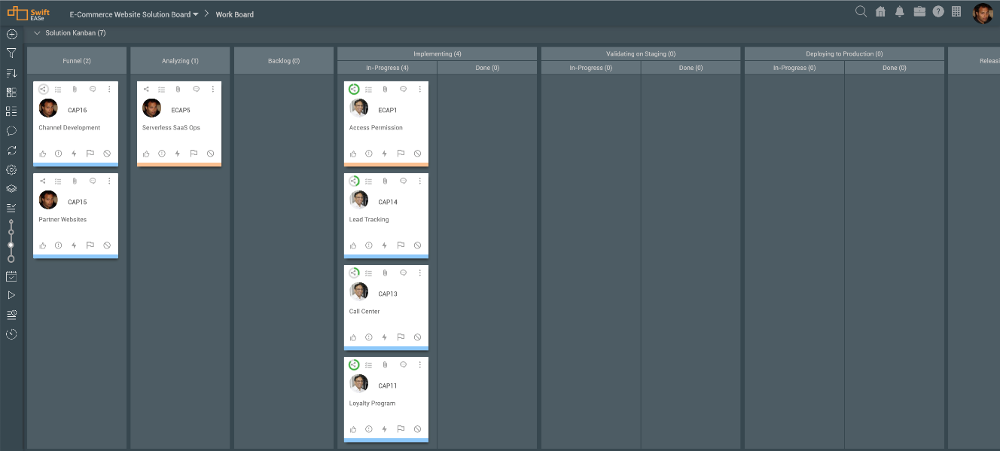 Swift
EASe
E-Commerce Website Solution Board
Work Board
Solution Kanban (7)
Funnel (2)
Analyzing (1)
Backlog (0)
Implementing (4)
In-Progress (4)
Done (0)
Validating on Staging (0)
In-Progress (0)
Done (0)
Deploying to Production (0)
In-Progress (0)
Done (0)
Releasi
CAP16
Channel Development
CAP15
Partner Websites
ECAP5
Serverless SaaS Ops
ECAP1
Access Permission
CAP14
Lead Tracking
CAP13
Call Center
CAP11
Loyalty Program